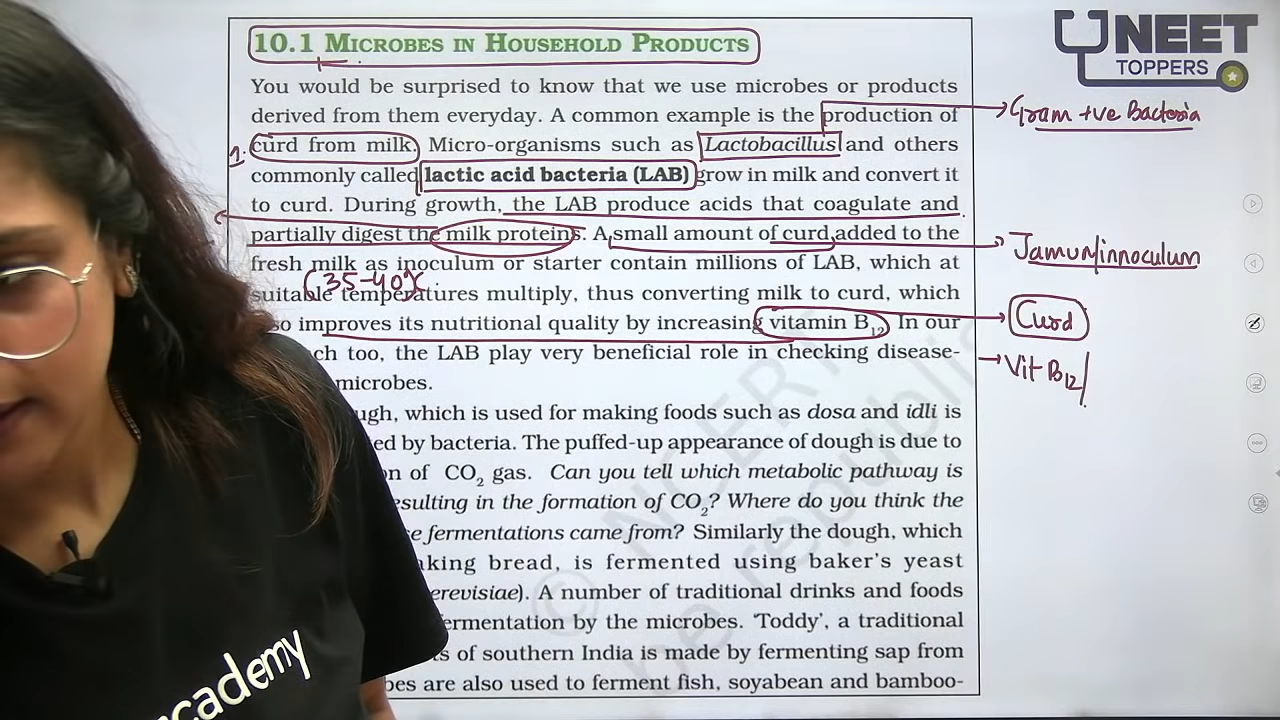 10.1 MICROBES IN HOUSEHOLD PRODUCTS
You would be surprised to know that we use microbes or products
derived from them everyday. A common example is the production of
1. curd from milk. Micro-organisms such as Lactobacillus and others
commonly called lactic acid bacteria (LAB) grow in milk and convert it
to curd. During growth, the LAB produce acids that coagulate and
partially digest the milk proteins. A small amount of curd added to the
fresh milk as inoculum or starter contain millions of LAB, which at
(35-40)°C
suitable temperatures multiply, thus converting milk to curd, which
so improves its nutritional quality by increasing vitamin B12. In our
ch too, the LAB play very beneficial role in checking disease-
microbes.
ugh, which is used for making foods such as dosa and idli is
ed by bacteria. The puffed-up appearance of dough is due to
n of CO2 gas. Can you tell which metabolic pathway is
esulting in the formation of CO2? Where do you think the
e fermentations came from? Similarly the dough, which
aking bread, is fermented using baker's yeast
erevisiae). A number of traditional drinks and foods
ermentation by the microbes. 'Toddy', a traditional
ts of southern India is made by fermenting sap from
bes are also used to ferment fish, soyabean and bamboo-
UNEET
TOPPERS
Gram +ve Bacteria
Jamum/innoculum
Curd
Vit B12/
© NCERT
be republis
cademy